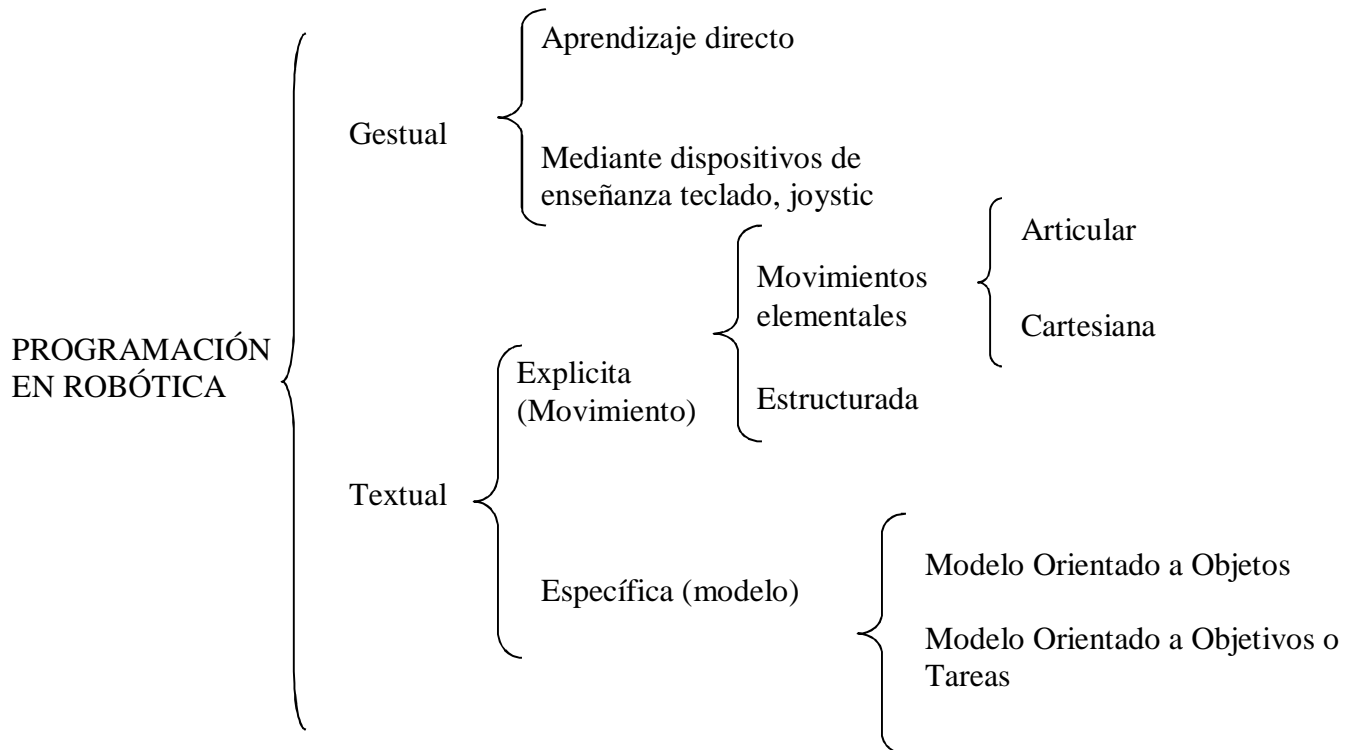 PROGRAMACIÓN
EN ROBÓTICA
Gestual
Aprendizaje directo
Mediante dispositivos de
enseñanza teclado, joystic
Textual
Explicita
(Movimiento)
Movimientos
elementales
Articular
Cartesiana
Estructurada
Específica (modelo)
Modelo Orientado a Objetos
Modelo Orientado a Objetivos o
Tareas